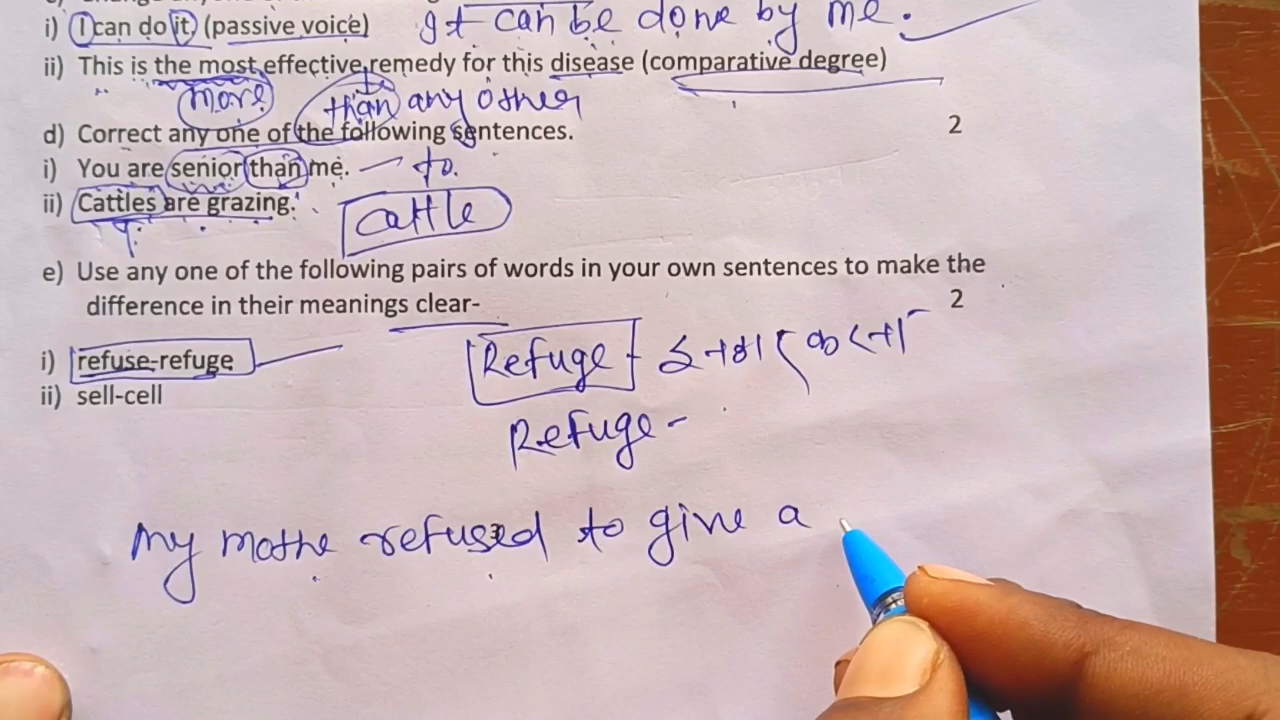 i) I can do it. (passive voice) It can be done by me.
ii) This is the most effective remedy for this disease (comparative degree)
more than any other
d) Correct any one of the following sentences. 2
i) You are senior than me. – to.
ii) Cattles are grazing. Cattle
e) Use any one of the following pairs of words in your own sentences to make the
difference in their meanings clear- 2
i) refuse-refuge Refuge -
ii) sell-cell
Refuge -
My mothe refused to give a